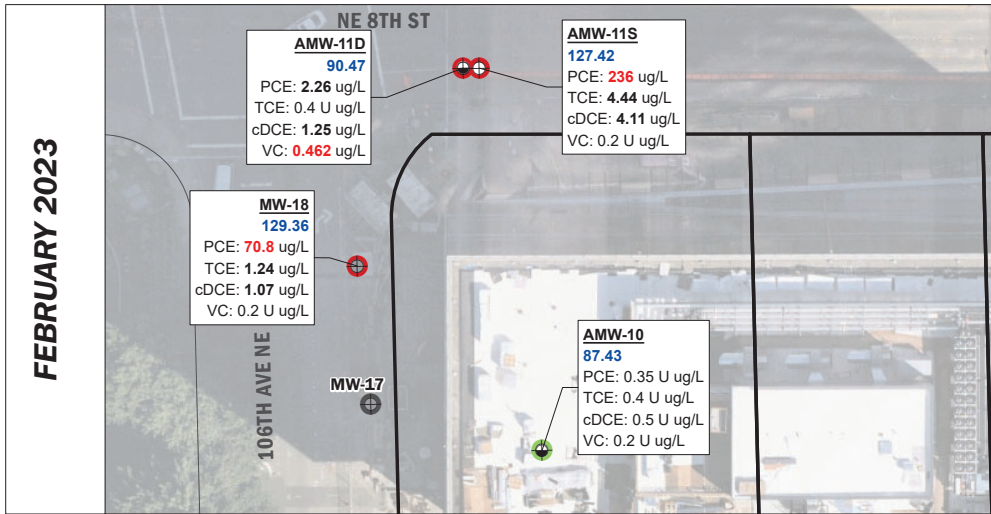 FEBRUARY 2023
NE 8TH ST
AMW-11D
90.47
PCE: 2.26 ug/L
TCE: 0.4 U ug/L
cDCE: 1.25 ug/L
VC: 0.462 ug/L
AMW-11S
127.42
PCE: 236 ug/L
TCE: 4.44 ug/L
cDCE: 4.11 ug/L
VC: 0.2 U ug/L
MW-18
129.36
PCE: 70.8 ug/L
TCE: 1.24 ug/L
cDCE: 1.07 ug/L
VC: 0.2 U ug/L
AMW-10
87.43
PCE: 0.35 U ug/L
TCE: 0.4 U ug/L
cDCE: 0.5 U ug/L
VC: 0.2 U ug/L
MW-17
106TH AVE NE